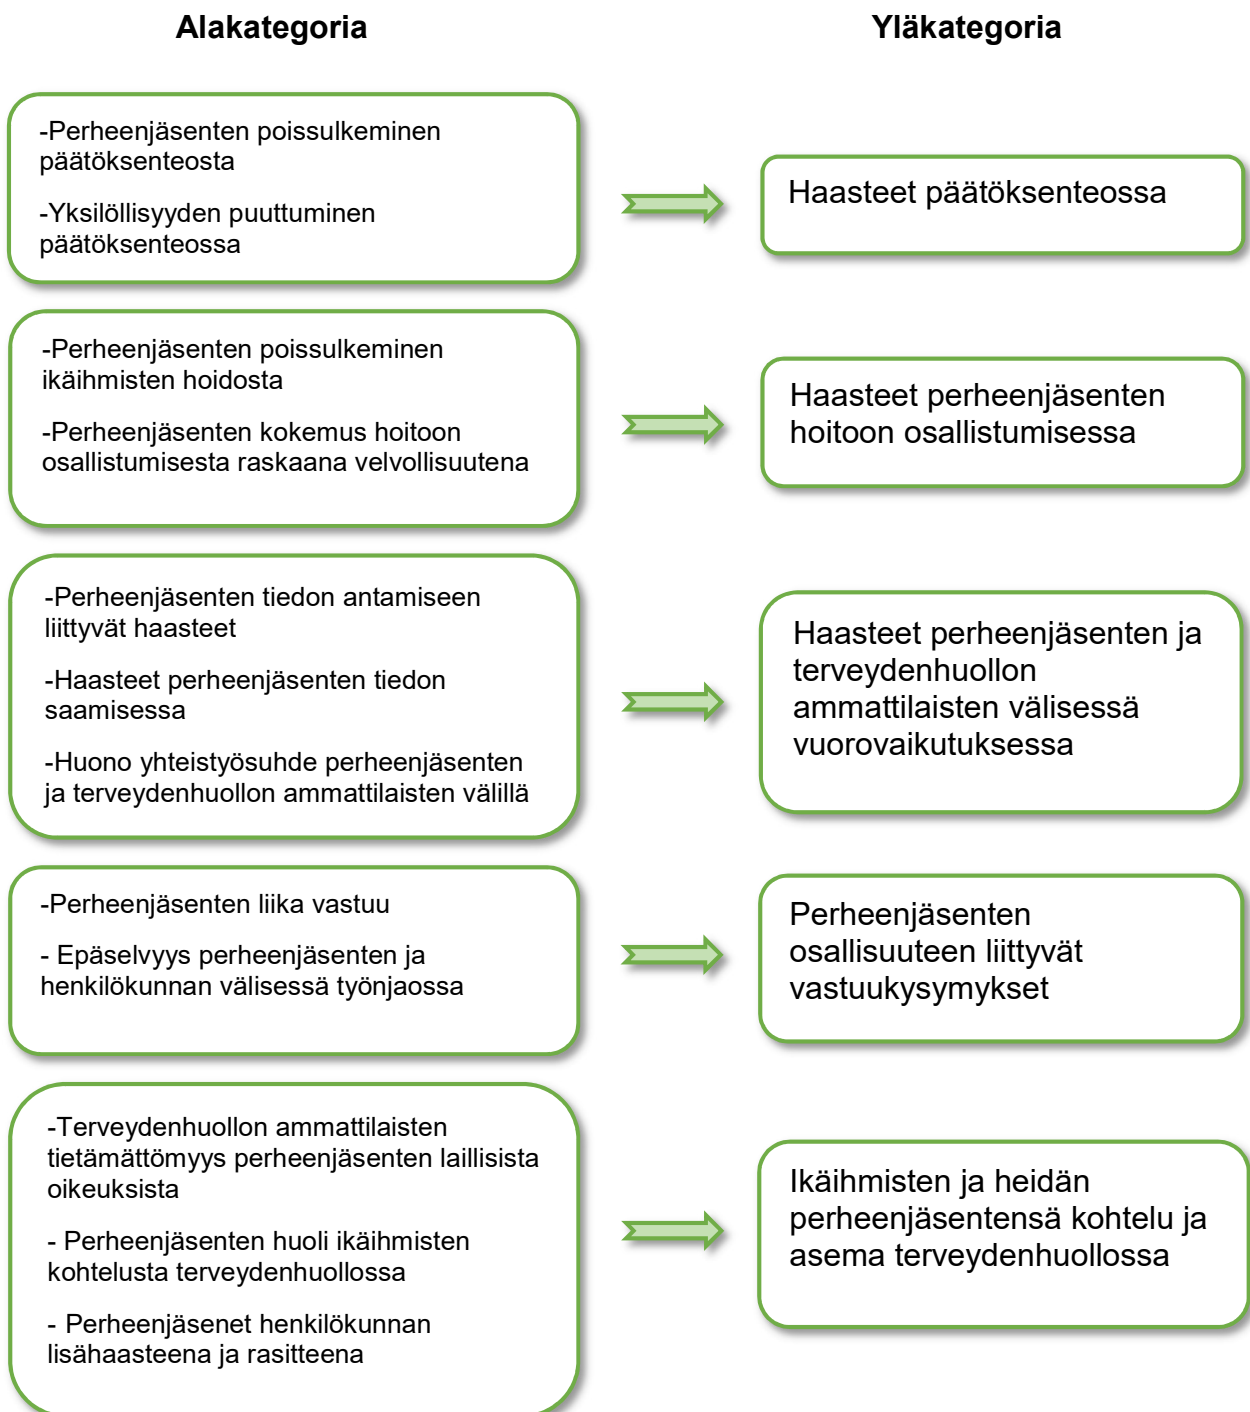 Alakategoria
Yläkategoria
-Perheenjäsenten poissulkeminen
päätöksenteosta
-Yksilöllisyyden puuttuminen
päätöksenteossa
Haasteet päätöksenteossa
-Perheenjäsenten poissulkeminen
ikäihmisten hoidosta
-Perheenjäsenten kokemus hoitoon
osallistumisesta raskaana velvollisuutena
Haasteet perheenjäsenten
hoitoon osallistumisessa
-Perheenjäsenten tiedon antamiseen
liittyvät haasteet
-Haasteet perheenjäsenten tiedon
saamisessa
-Huono yhteistyösuhde perheenjäsenten
ja terveydenhuollon ammattilaisten välillä
Haasteet perheenjäsenten ja
terveydenhuollon
ammattilaisten välisessä
vuorovaikutuksessa
-Perheenjäsenten liika vastuu
- Epäselvyys perheenjäsenten ja
henkilökunnan välisessä työnjaossa
Perheenjäsenten
osallisuuteen liittyvät
vastuukysymykset
-Terveydenhuollon ammattilaisten
tietämättömyys perheenjäsenten laillisista
oikeuksista
- Perheenjäsenten huoli ikäihmisten
kohtelusta terveydenhuollossa
- Perheenjäsenet henkilökunnan
lisähaasteena ja rasitteena
Ikäihmisten ja heidän
perheenjäsentensä kohtelu ja
asema terveydenhuollossa